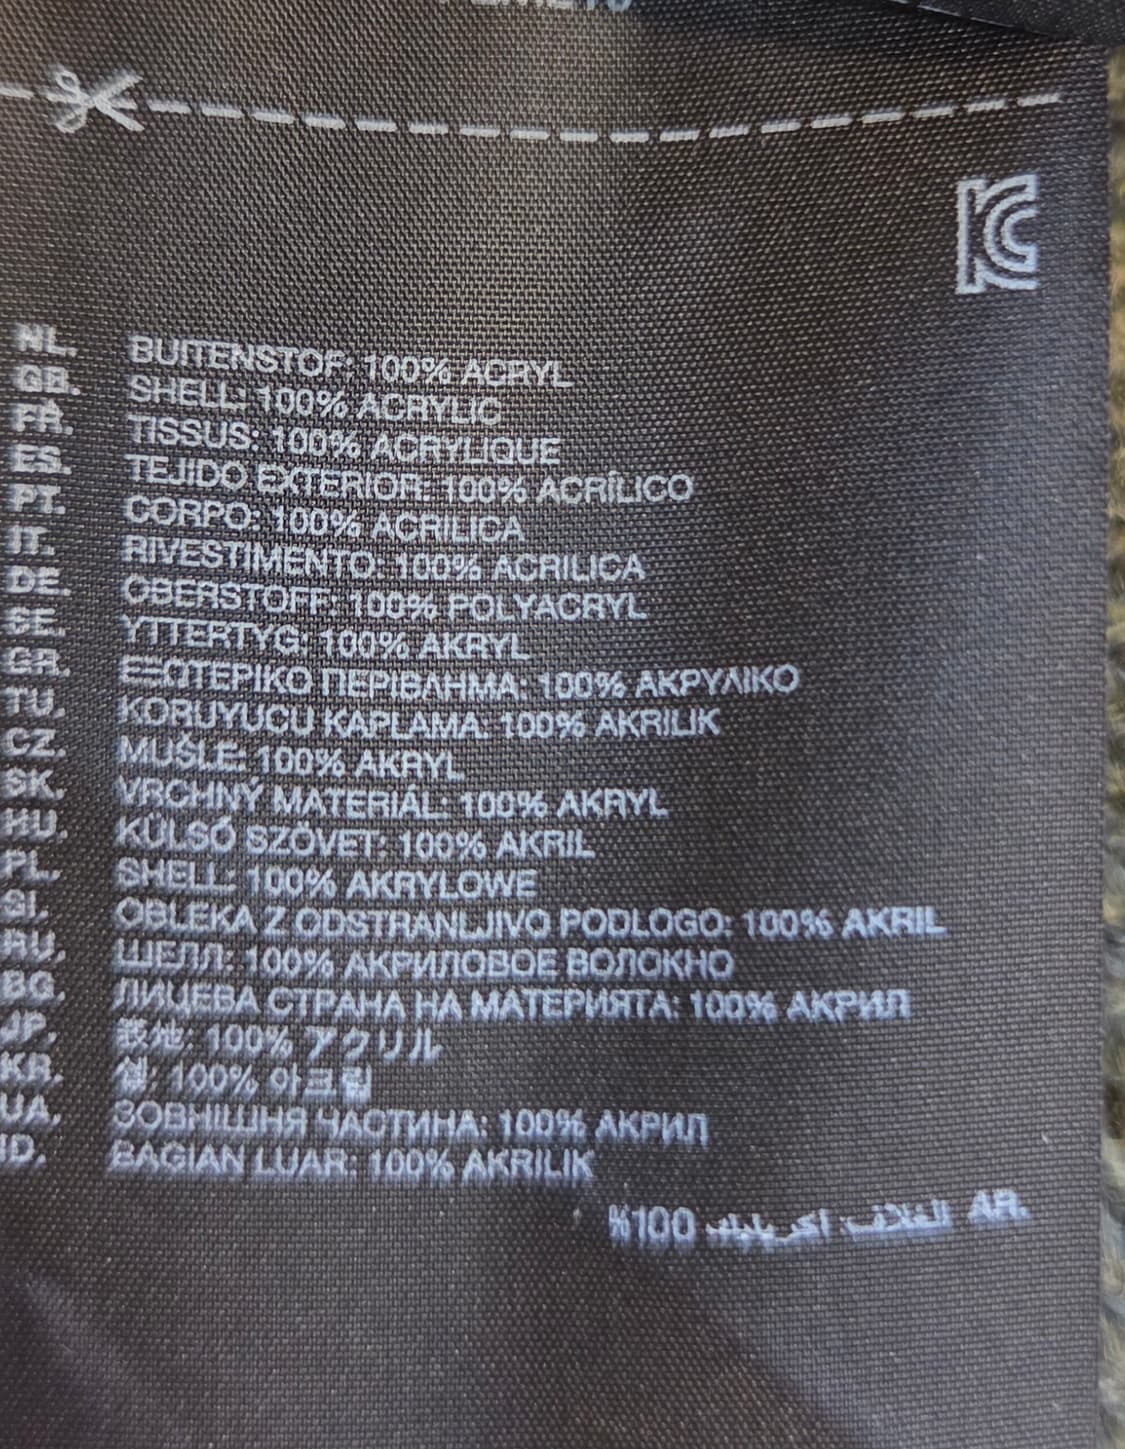 KC
NL. BUITENSTOF: 100% ACRYL
GB. SHELL: 100% ACRYLIC
FR. TISSUS: 100% ACRYLIQUE
ES. TEJIDO EXTERIOR: 100% ACRÍLICO
PT. CORPO: 100% ACRILICA
IT. RIVESTIMENTO: 100% ACRILICA
DE. OBERSTOFF: 100% POLYACRYL
SE. YTTERTYG: 100% AKRYL
GR. ΕΞΩΤΕΡΙΚΟ ΠΕΡΙΒΛΗΜΑ: 100% ΑΚΡΥΛΙΚΟ
TU. KORUYUCU KAPLAMA: 100% AKRILIK
CZ. MUŠLE: 100% AKRYL
SK. VRCHNÝ MATERIÁL: 100% AKRYL
HU. KÜLSŐ SZÖVET: 100% AKRIL
PL. SHELL: 100% AKRYLOWE
SI. OBLEKA Z ODSTRANLJIVO PODLOGO: 100% AKRIL
RU. ШЕЛЛ: 100% АКРИЛОВОЕ ВОЛОКНО
BG. ЛИЦЕВА СТРАНА НА МАТЕРИЯТА: 100% АКРИЛ
JP. 表地: 100% アクリル
KR. 쉘: 100% 아크릴
UA. ЗОВНІШНЯ ЧАСТИНА: 100% АКРИЛ
ID. BAGIAN LUAR: 100% AKRILIK
AR. الغلاف: أكريليك 100%